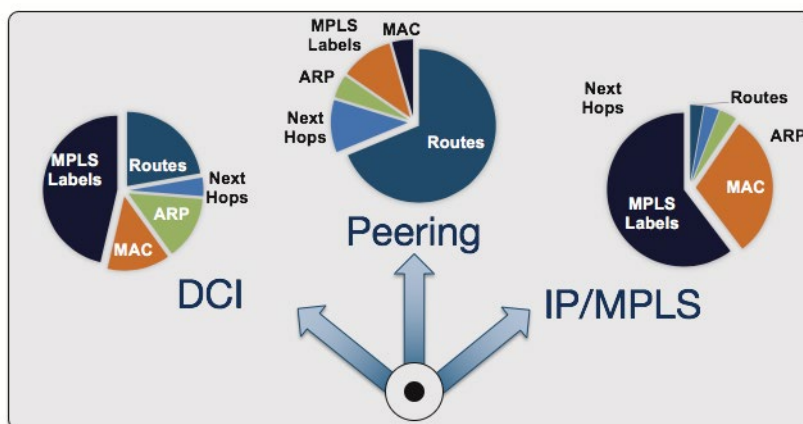 MPLS
Labels
Routes
Next
Hops
ARP
MAC
DCI
MPLS
Labels
MAC
ARP
Next
Hops
Routes
Peering
Next
Hops
Routes
ARP
MAC
MPLS
Labels
IP/MPLS